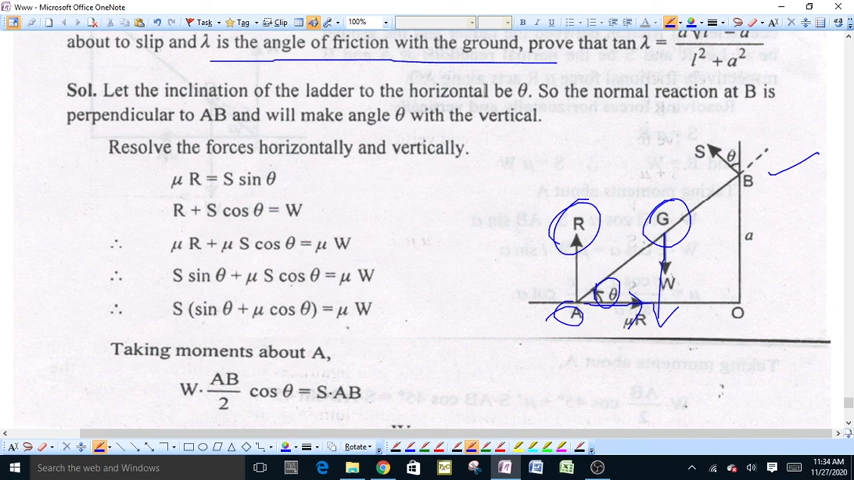 Www - Microsoft Office OneNote
Task Tag Clip 100%
about to slip and λ is the angle of friction with the ground, prove that tan λ =
l² + a²
Sol. Let the inclination of the ladder to the horizontal be θ. So the normal reaction at B is
perpendicular to AB and will make angle θ with the vertical.
Resolve the forces horizontally and vertically.
μ R = S sin θ
R + S cos θ = W
∴ μ R + μ S cos θ = μ W
∴ S sin θ + μ S cos θ = μ W
∴ S (sin θ + μ cos θ) = μ W
Taking moments about A,
W· AB/2 cos θ = S·AB
S θ
B
R G
a
W
θ
A μR O
Rotate
Search the web and Windows
11:34 AM
11/27/2020